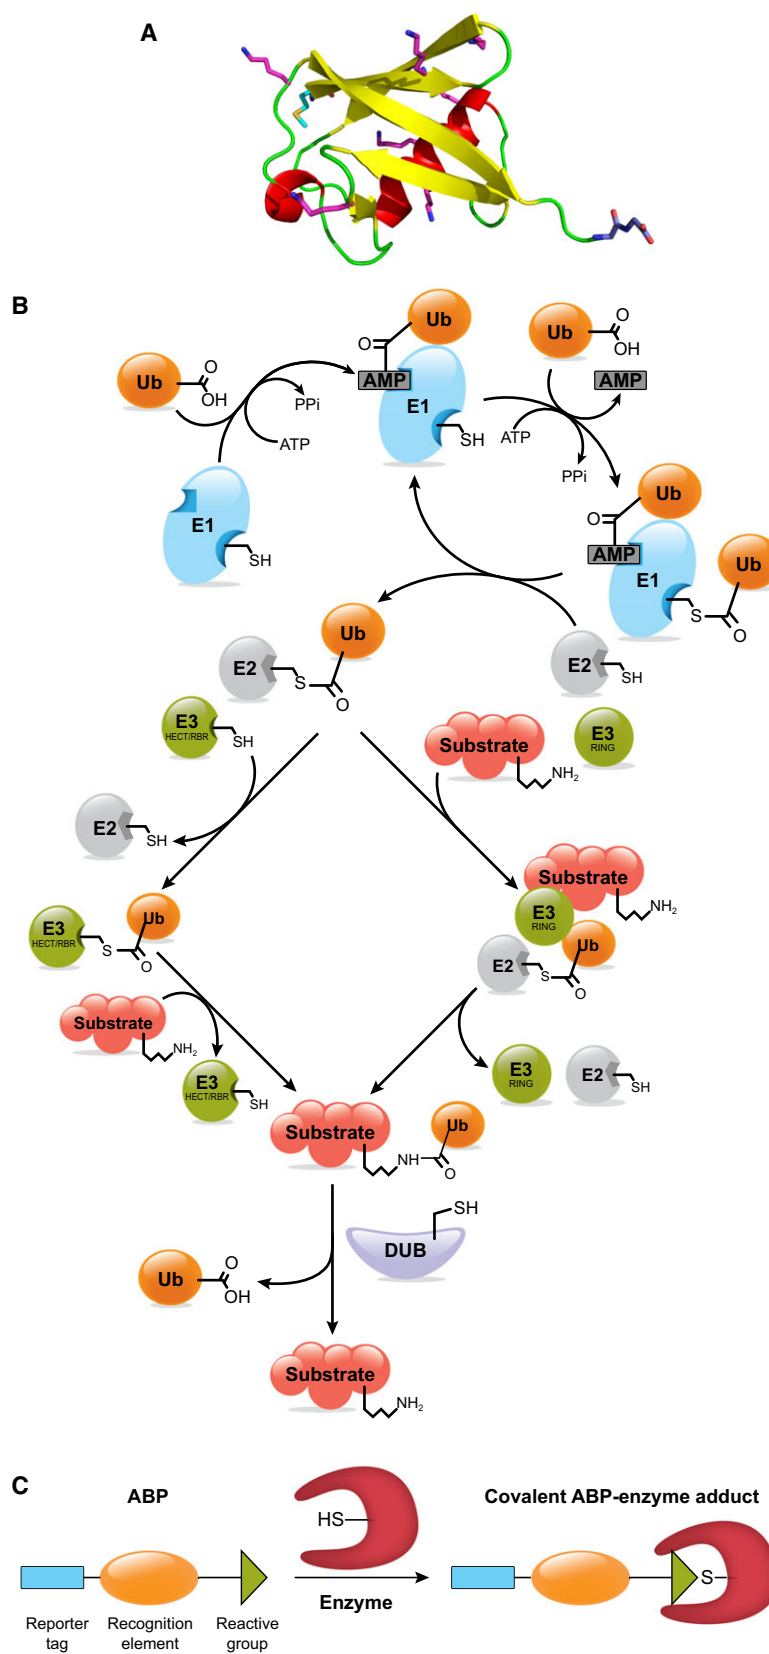 A
B
Ub
O
OH
PPi
ATP
E1
SH
O
Ub
AMP
E1
SH
Ub
O
OH
AMP
ATP
PPi
O
Ub
AMP
E1
S
Ub
O
E2
S
Ub
O
E2
SH
E3
HECT/RBR
SH
Substrate
NH2
E3
RING
E2
SH
E3
HECT/RBR
S
Ub
O
Substrate
NH2
E3
RING
E2
S
Ub
O
Substrate
NH2
E3
HECT/RBR
SH
E3
RING
E2
SH
Substrate
NH
Ub
O
SH
DUB
Ub
O
OH
Substrate
NH2
C
ABP
HS
Covalent ABP-enzyme adduct
S
Enzyme
Reporter
tag
Recognition
element
Reactive
group